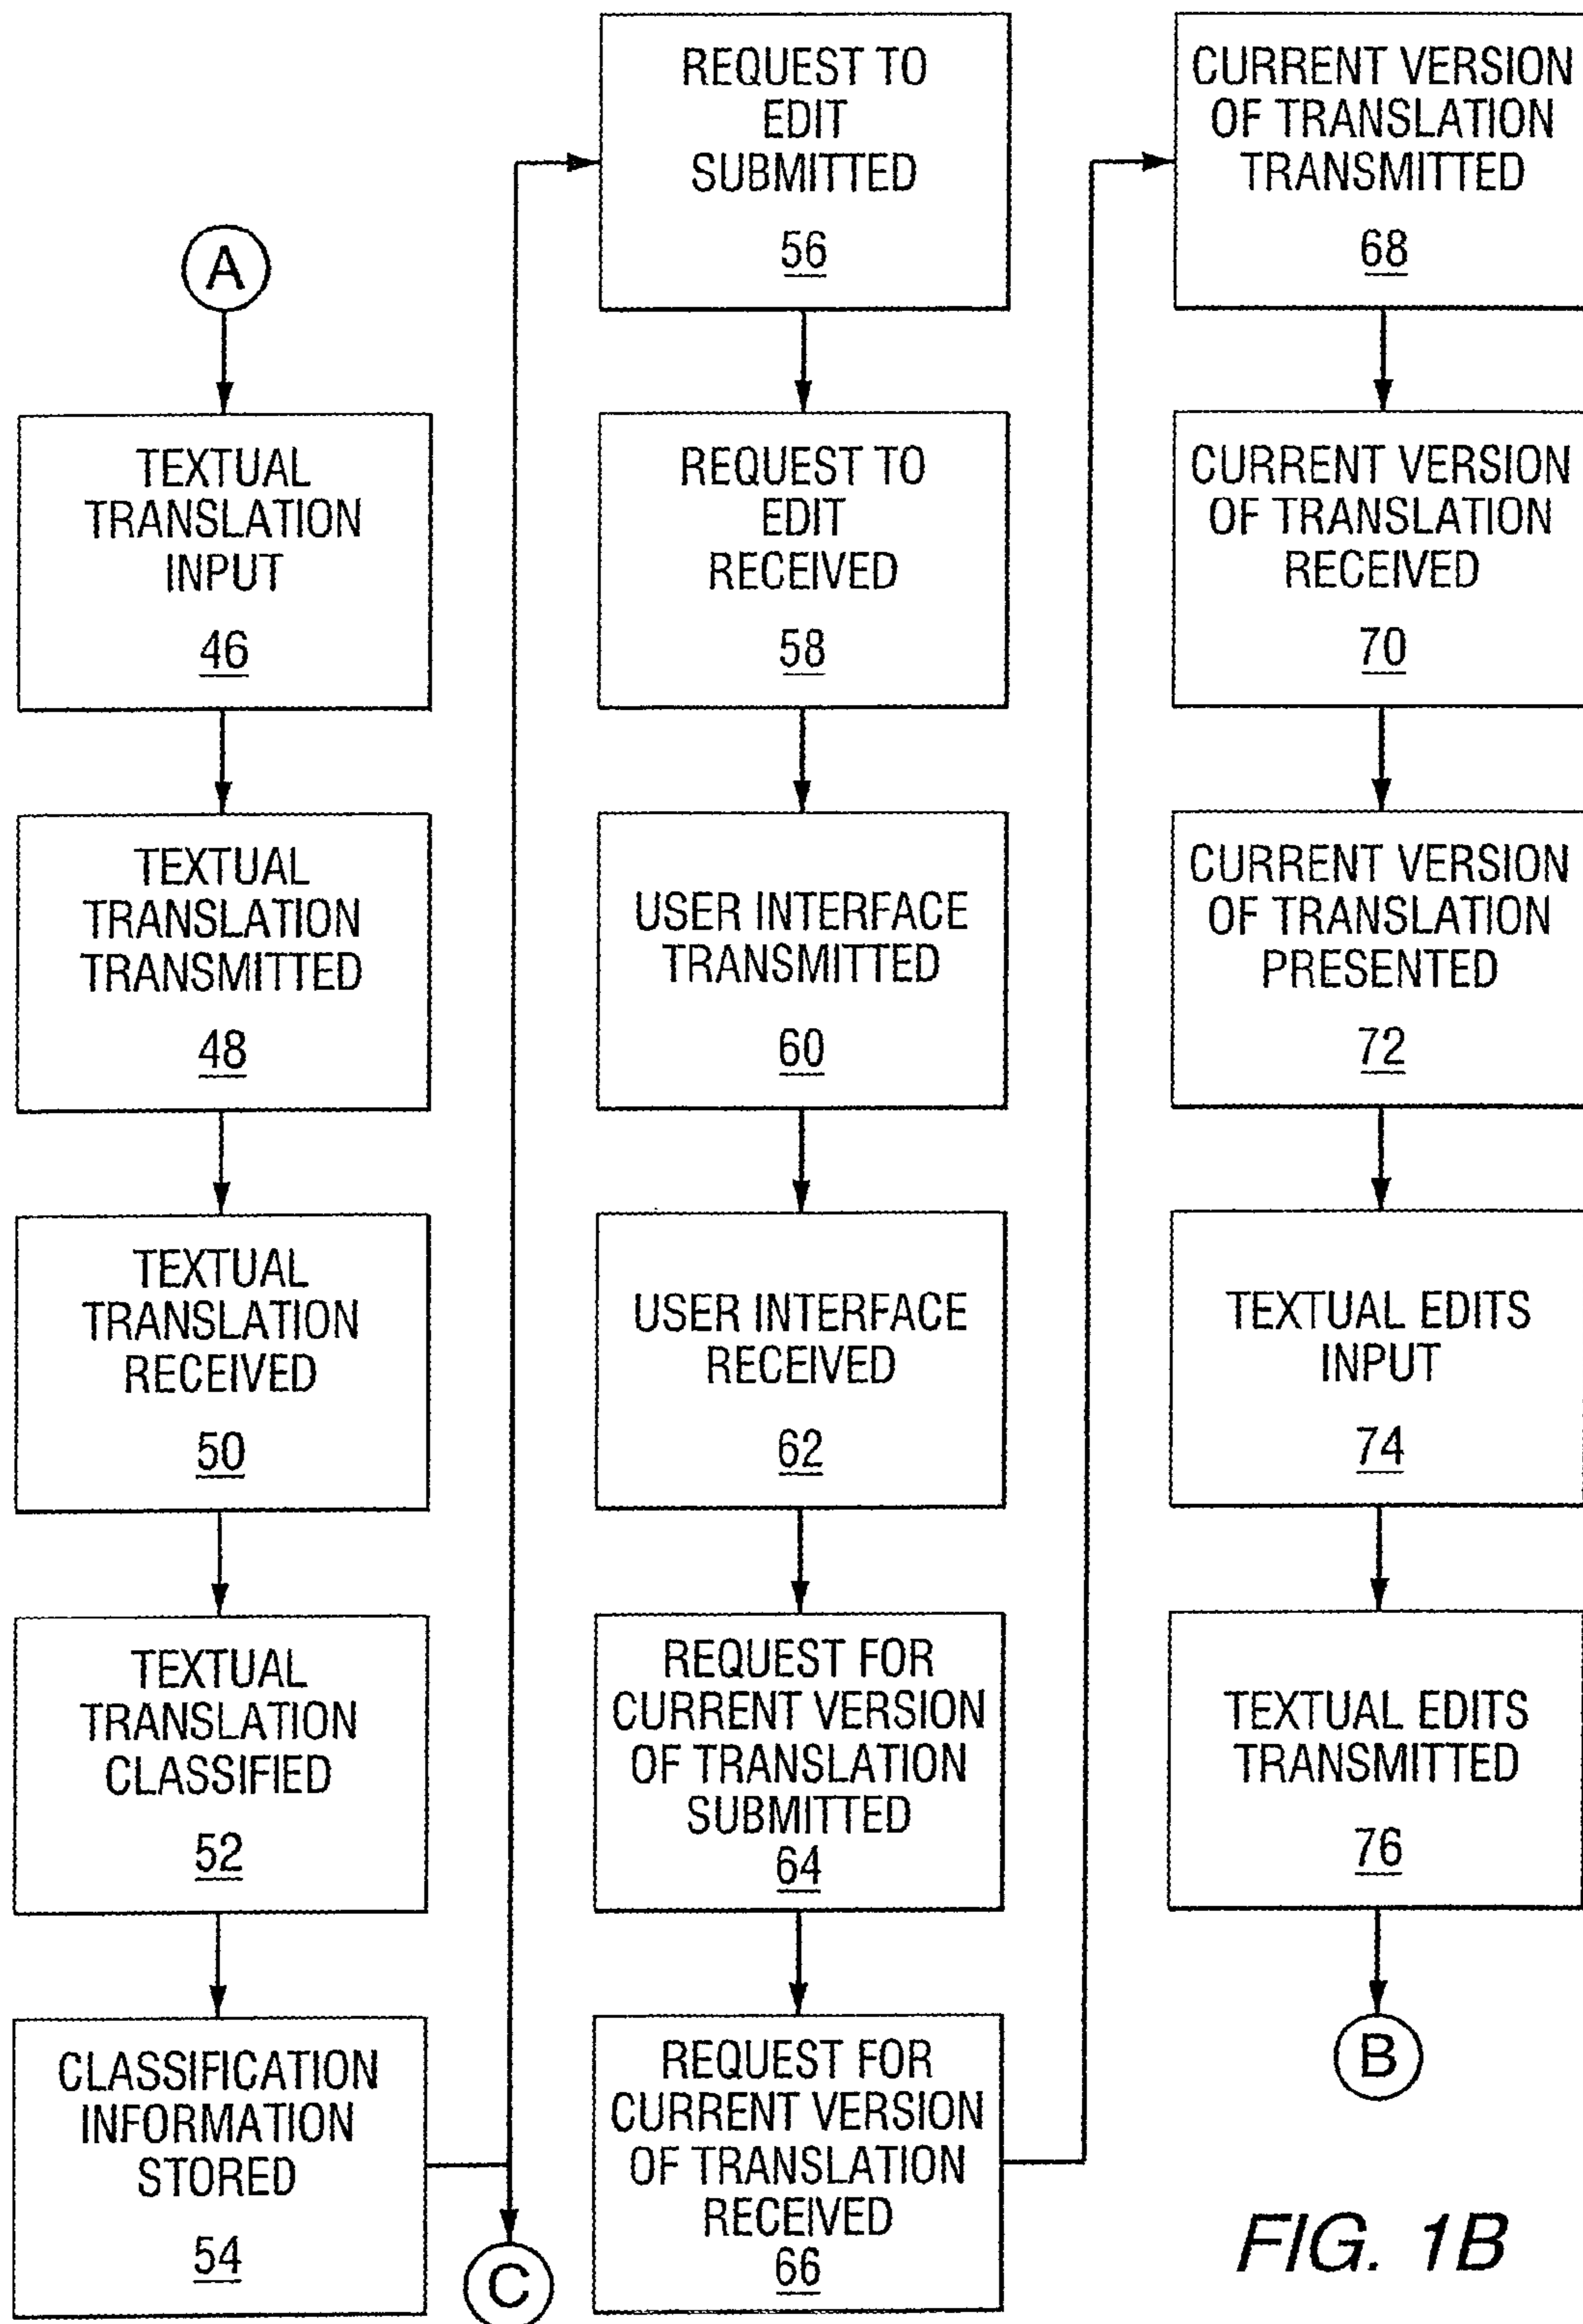 A
TEXTUAL
TRANSLATION
INPUT
46
TEXTUAL
TRANSLATION
TRANSMITTED
48
TEXTUAL
TRANSLATION
RECEIVED
50
TEXTUAL
TRANSLATION
CLASSIFIED
52
CLASSIFICATION
INFORMATION
STORED
54
C
REQUEST TO
EDIT
SUBMITTED
56
REQUEST TO
EDIT
RECEIVED
58
USER INTERFACE
TRANSMITTED
60
USER INTERFACE
RECEIVED
62
REQUEST FOR
CURRENT VERSION
OF TRANSLATION
SUBMITTED
64
REQUEST FOR
CURRENT VERSION
OF TRANSLATION
RECEIVED
66
CURRENT VERSION
OF TRANSLATION
TRANSMITTED
68
CURRENT VERSION
OF TRANSLATION
RECEIVED
70
CURRENT VERSION
OF TRANSLATION
PRESENTED
72
TEXTUAL EDITS
INPUT
74
TEXTUAL EDITS
TRANSMITTED
76
B
FIG. 1B